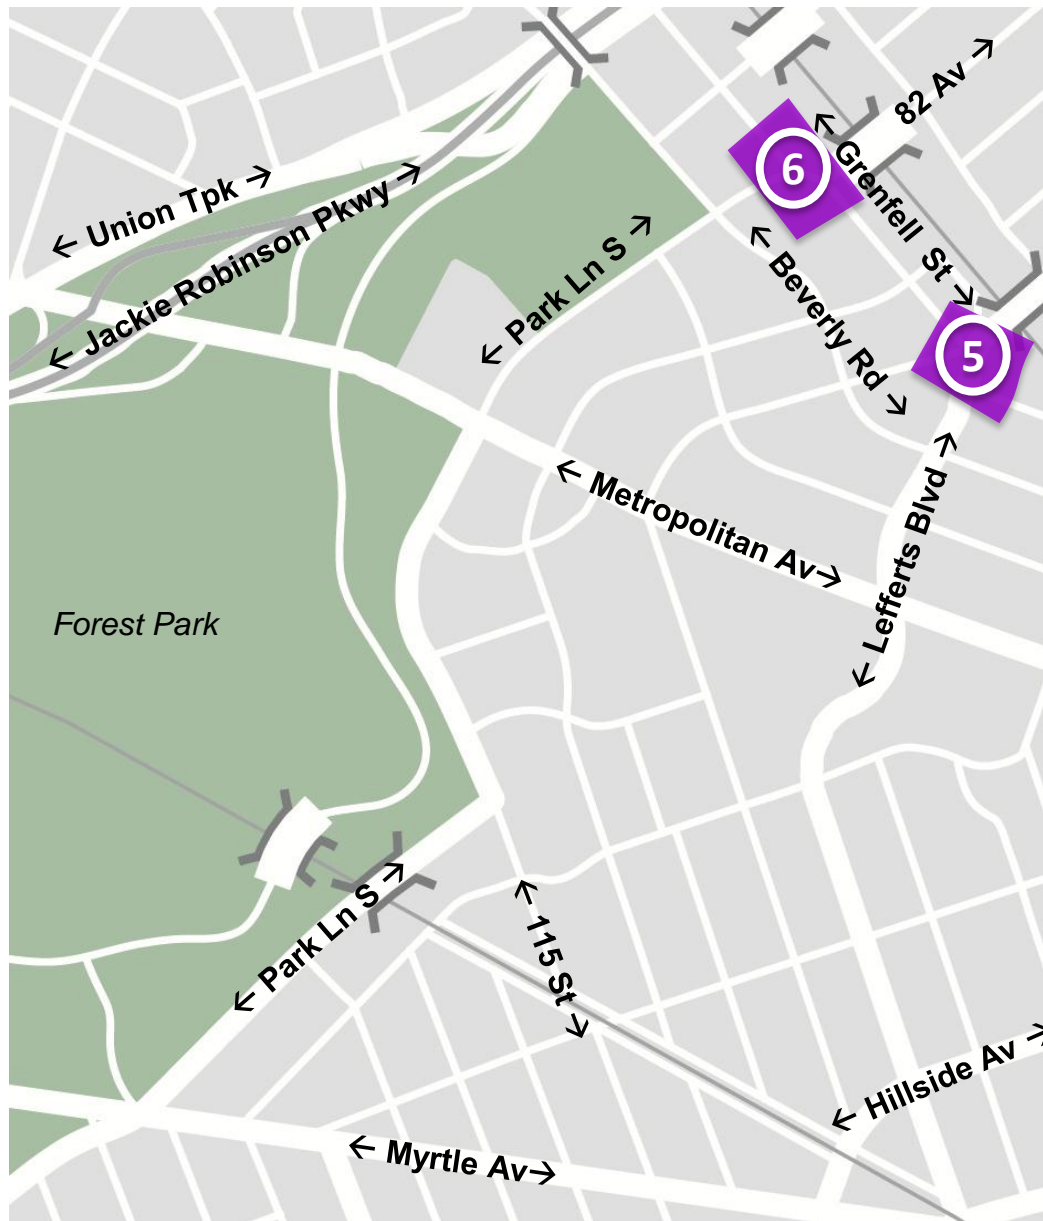 82 Av
6
Grenfell St
Union Tpk
Jackie Robinson Pkwy
Park Ln S
Beverly Rd
5
Metropolitan Av
Lefferts Blvd
Forest Park
Park Ln S
115 St
Hillside Av
Myrtle Av